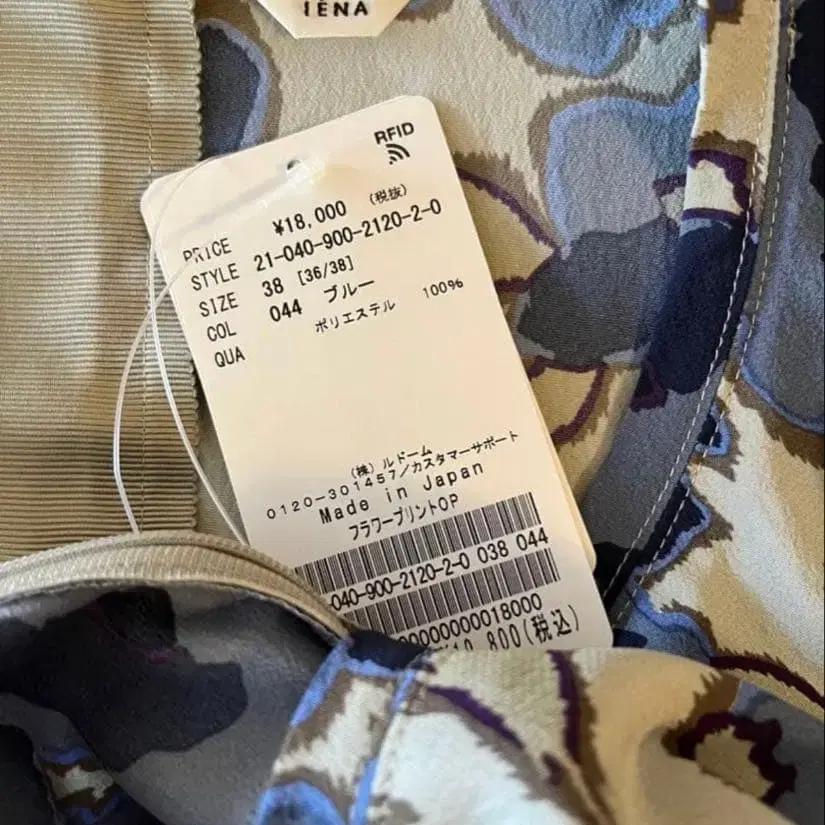 IENA
RFID
PRICE ¥18,000 (税抜)
STYLE 21-040-900-2120-2-0
SIZE 38 [36/38]
COL 044 ブルー
QUA ポリエステル 100%
(株)ルドーム
0120-301457/カスタマーサポート
Made in Japan
フラワープリントOP
040-900-2120-2-0 038 044
0000000000018000
800(税込)